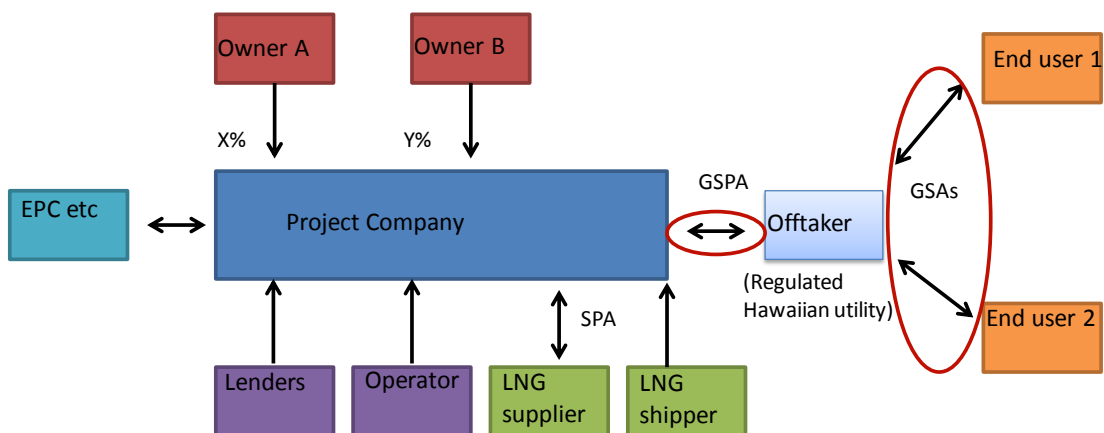 Owner A
Owner B
End user 1
X%
Y%
EPC etc
Project Company
GSPA
Offtaker
GSAs
(Regulated
Hawaiian utility)
SPA
End user 2
Lenders
Operator
LNG
supplier
LNG
shipper